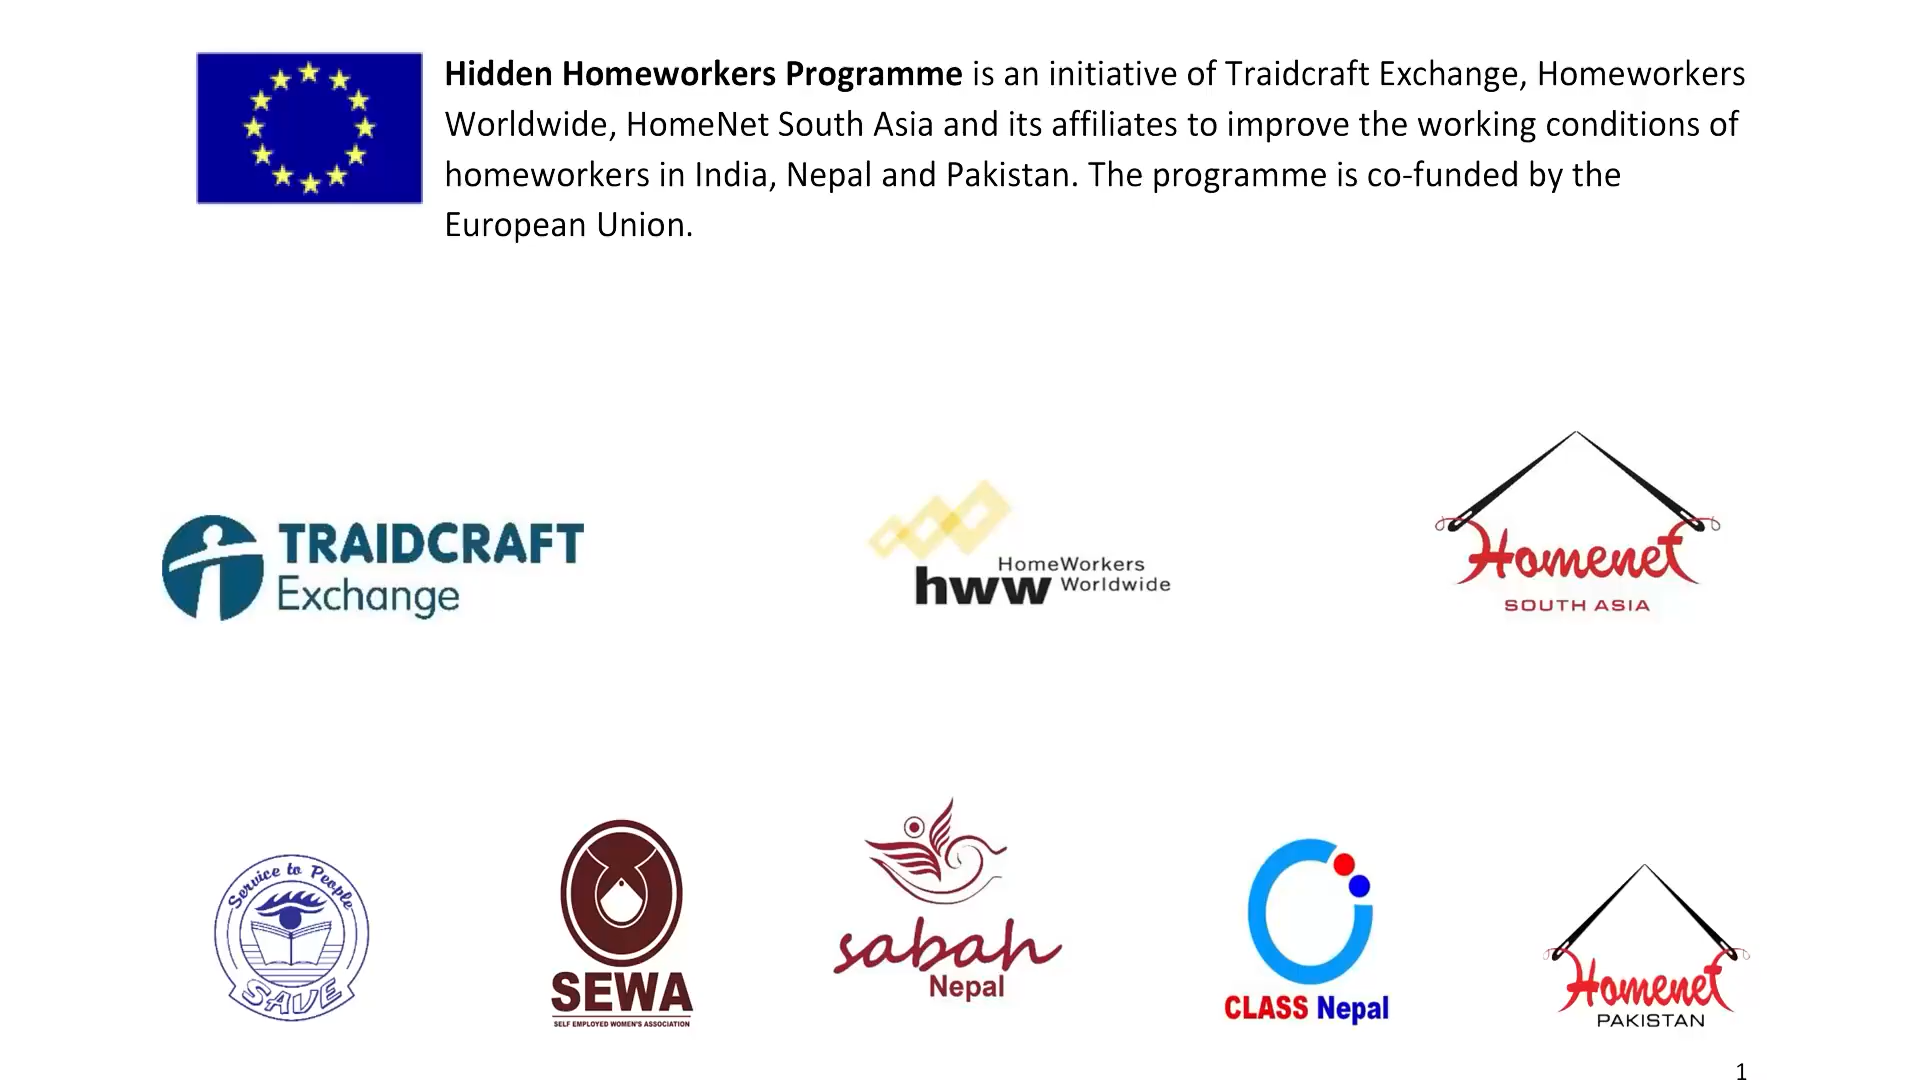 Hidden Homeworkers Programme is an initiative of Traidcraft Exchange, Homeworkers
Worldwide, HomeNet South Asia and its affiliates to improve the working conditions of
homeworkers in India, Nepal and Pakistan. The programme is co-funded by the
European Union.
TRAIDCRAFT
Exchange
HomeWorkers
hww Worldwide
Homenet
SOUTH ASIA
Service to People
SAVE
SEWA
SELF EMPLOYED WOMEN'S ASSOCIATION
sabah
Nepal
CLASS Nepal
Homenet
PAKISTAN
1